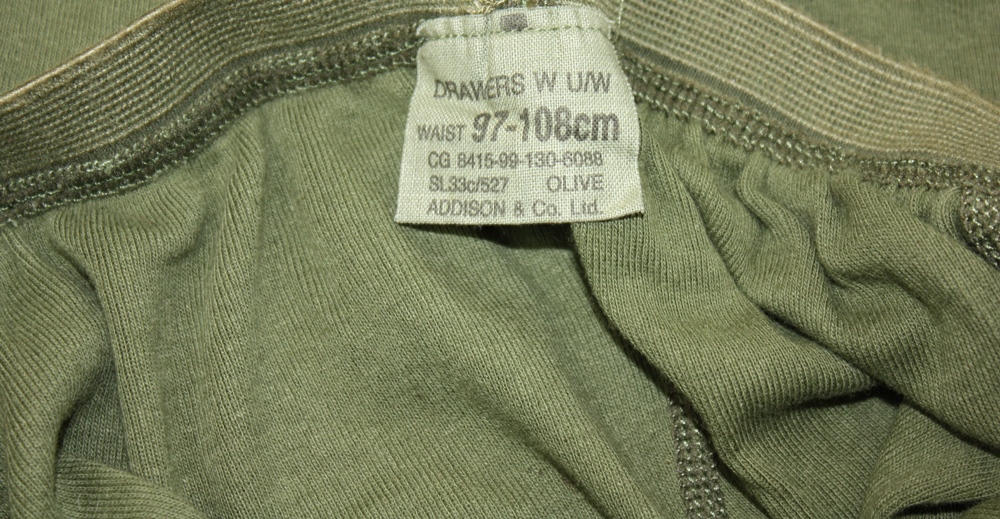 DRAWERS W U/W
WAIST 97-108cm
CG 8415-99-130-6088
SL33c/527 OLIVE
ADDISON & Co. Ltd.